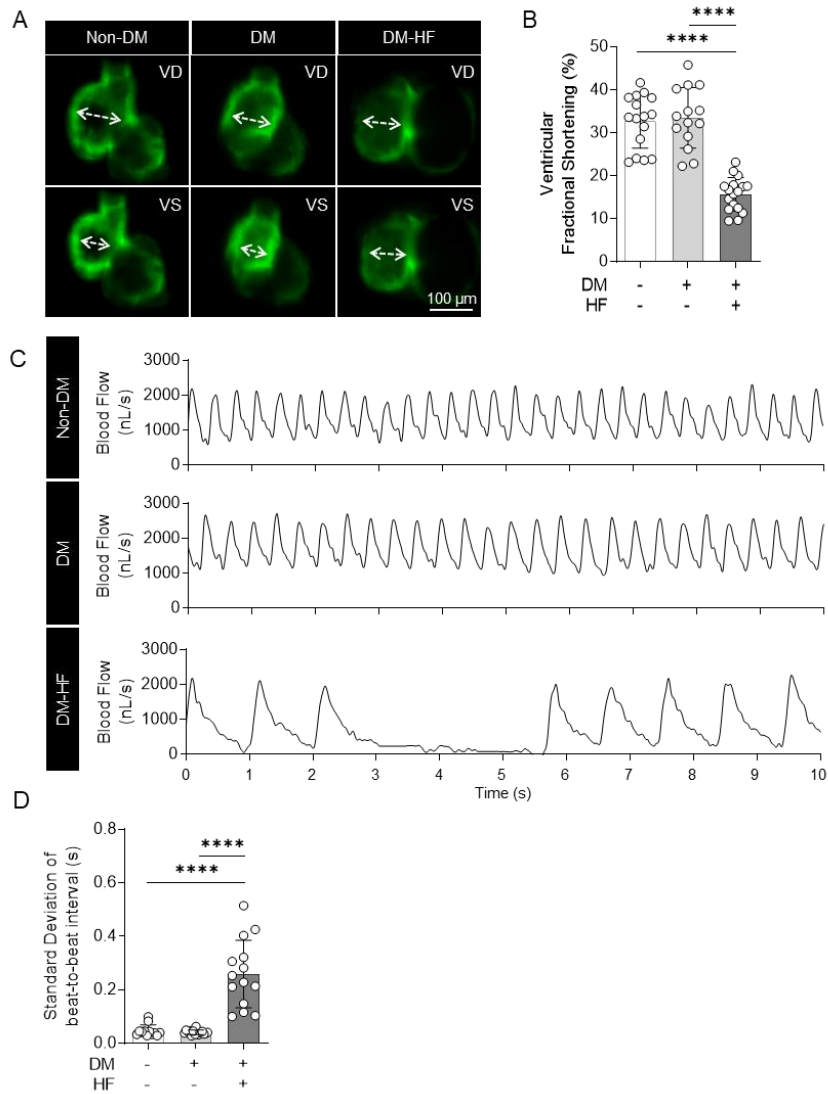 A
Non-DM DM DM-HF
VD VD VD
VS VS VS
100 µm
B
****
****
Ventricular
Fractional Shortening (%)
50
40
30
20
10
0
DM - + +
HF - - +
C
Non-DM
Blood Flow
(nL/s)
3000
2000
1000
0
DM
Blood Flow
(nL/s)
3000
2000
1000
0
DM-HF
Blood Flow
(nL/s)
3000
2000
1000
0
0 1 2 3 4 5 6 7 8 9 10
Time (s)
D
****
****
Standard Deviation of
beat-to-beat interval (s)
0.8
0.6
0.4
0.2
0.0
DM - + +
HF - - +